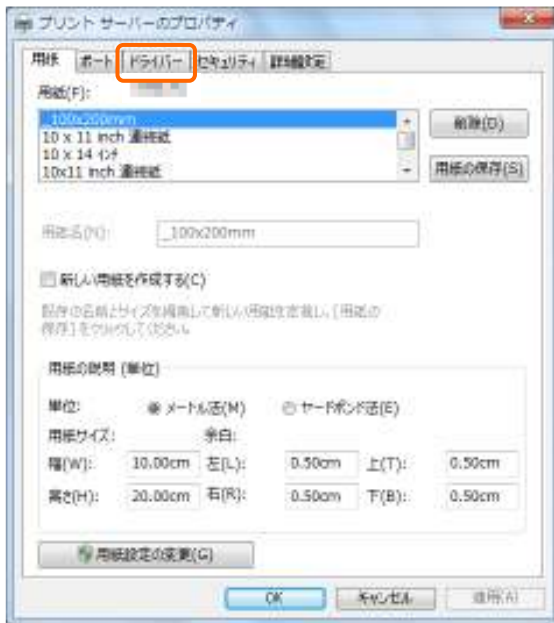 プリント サーバーのプロパティ
用紙 ポート ドライバー セキュリティ 詳細設定
用紙(F):
_100x200mm
10 x 11 inch 連続紙
10 x 14 インチ
10x11 inch 連続紙
削除(D)
用紙の保存(S)
用紙名(N): _100x200mm
新しい用紙を作成する(C)
既存の名前とサイズを編集して新しい用紙を定義し、[用紙の
保存] をクリックしてください。
用紙の説明 (単位)
単位: メートル法(M) ヤードポンド法(E)
用紙サイズ: 余白:
幅(W): 10.00cm 左(L): 0.50cm 上(T): 0.50cm
高さ(H): 20.00cm 右(R): 0.50cm 下(B): 0.50cm
用紙設定の変更(G)
OK キャンセル 適用(A)